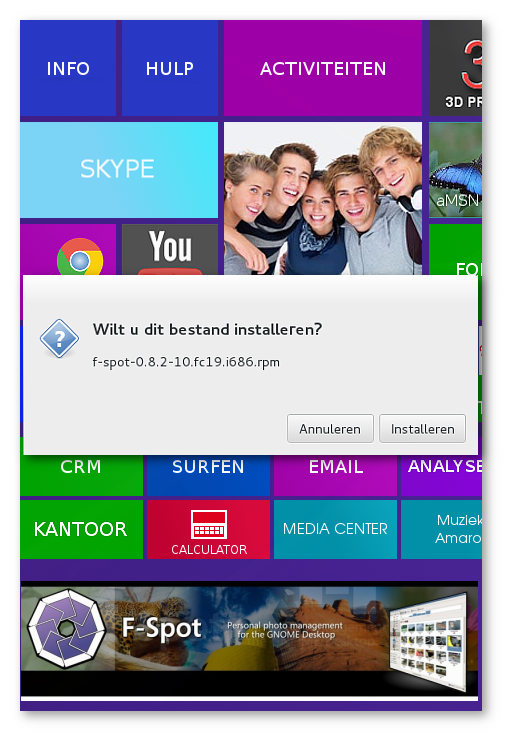 INFO
HULP
ACTIVITEITEN
3
3D PR
SKYPE
aMSN
You
FO
Wilt u dit bestand installeren?
f-spot-0.8.2-10.fc19.i686.rpm
Annuleren
Installeren
CRM
SURFEN
EMAIL
ANALYSE
KANTOOR
CALCULATOR
MEDIA CENTER
Muziek
Amaro
F-Spot
Personal photo management
for the GNOME Desktop